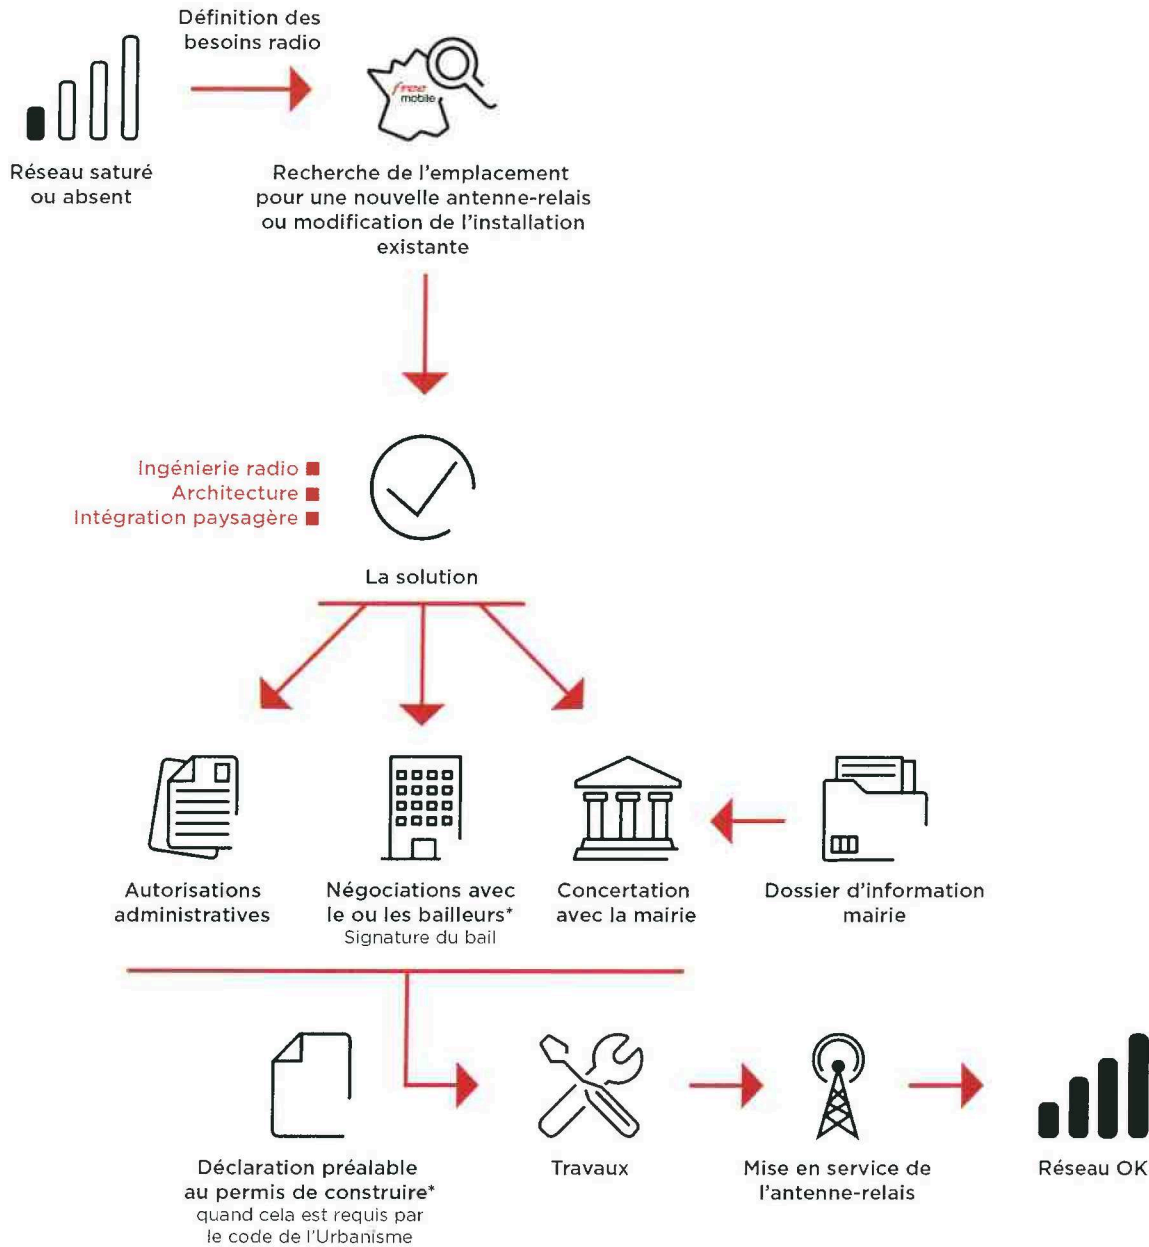 Définition des
besoins radio
free
mobile
Réseau saturé
ou absent
Recherche de l'emplacement
pour une nouvelle antenne-relais
ou modification de l'installation
existante
Ingénierie radio
Architecture
Intégration paysagère
La solution
Autorisations
administratives
Négociations avec
le ou les bailleurs*
Signature du bail
Concertation
avec la mairie
Dossier d'information
mairie
Déclaration préalable
au permis de construire*
quand cela est requis par
le code de l'Urbanisme
Travaux
Mise en service de
l'antenne-relais
Réseau OK